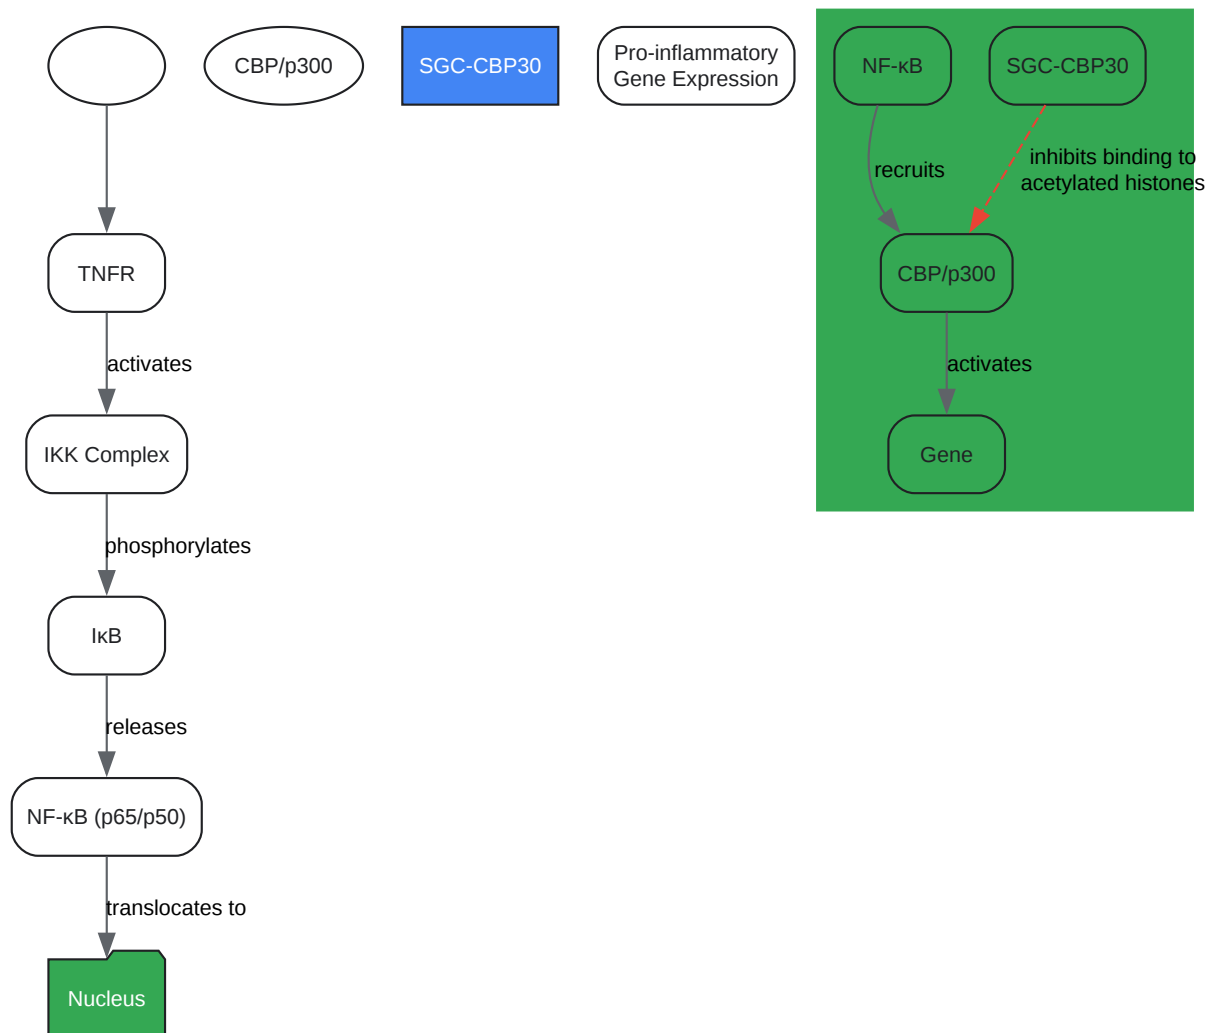 CBP/p300
SGC-CBP30
Pro-inflammatory
Gene Expression
NF-κB
SGC-CBP30
recruits
inhibits binding to
acetylated histones
TNFR
CBP/p300
activates
activates
IKK Complex
Gene
phosphorylates
IκB
releases
NF-κB (p65/p50)
translocates to
Nucleus